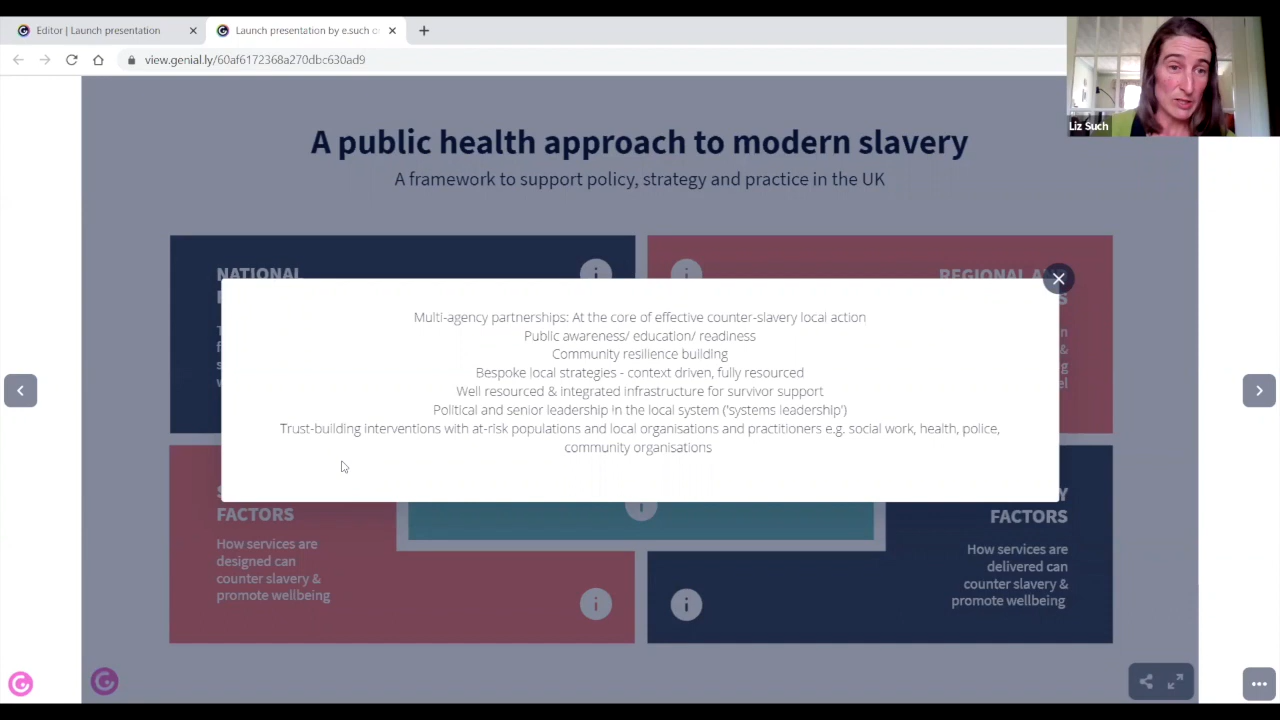 Editor | Launch presentation
Launch presentation by e.such o
view.genial.ly/60af6172368a270dbc630ad9
Liz Such
A public health approach to modern slavery
A framework to support policy, strategy and practice in the UK
NATIONAL
REGIONAL AND
Multi-agency partnerships: At the core of effective counter-slavery local action
Public awareness/ education/ readiness
Community resilience building
Bespoke local strategies - context driven, fully resourced
Well resourced & integrated infrastructure for survivor support
Political and senior leadership in the local system ('systems leadership')
Trust-building interventions with at-risk populations and local organisations and practitioners e.g. social work, health, police,
community organisations
FACTORS
How services are
designed can
counter slavery &
promote wellbeing
FACTORS
How services are
delivered can
counter slavery &
promote wellbeing